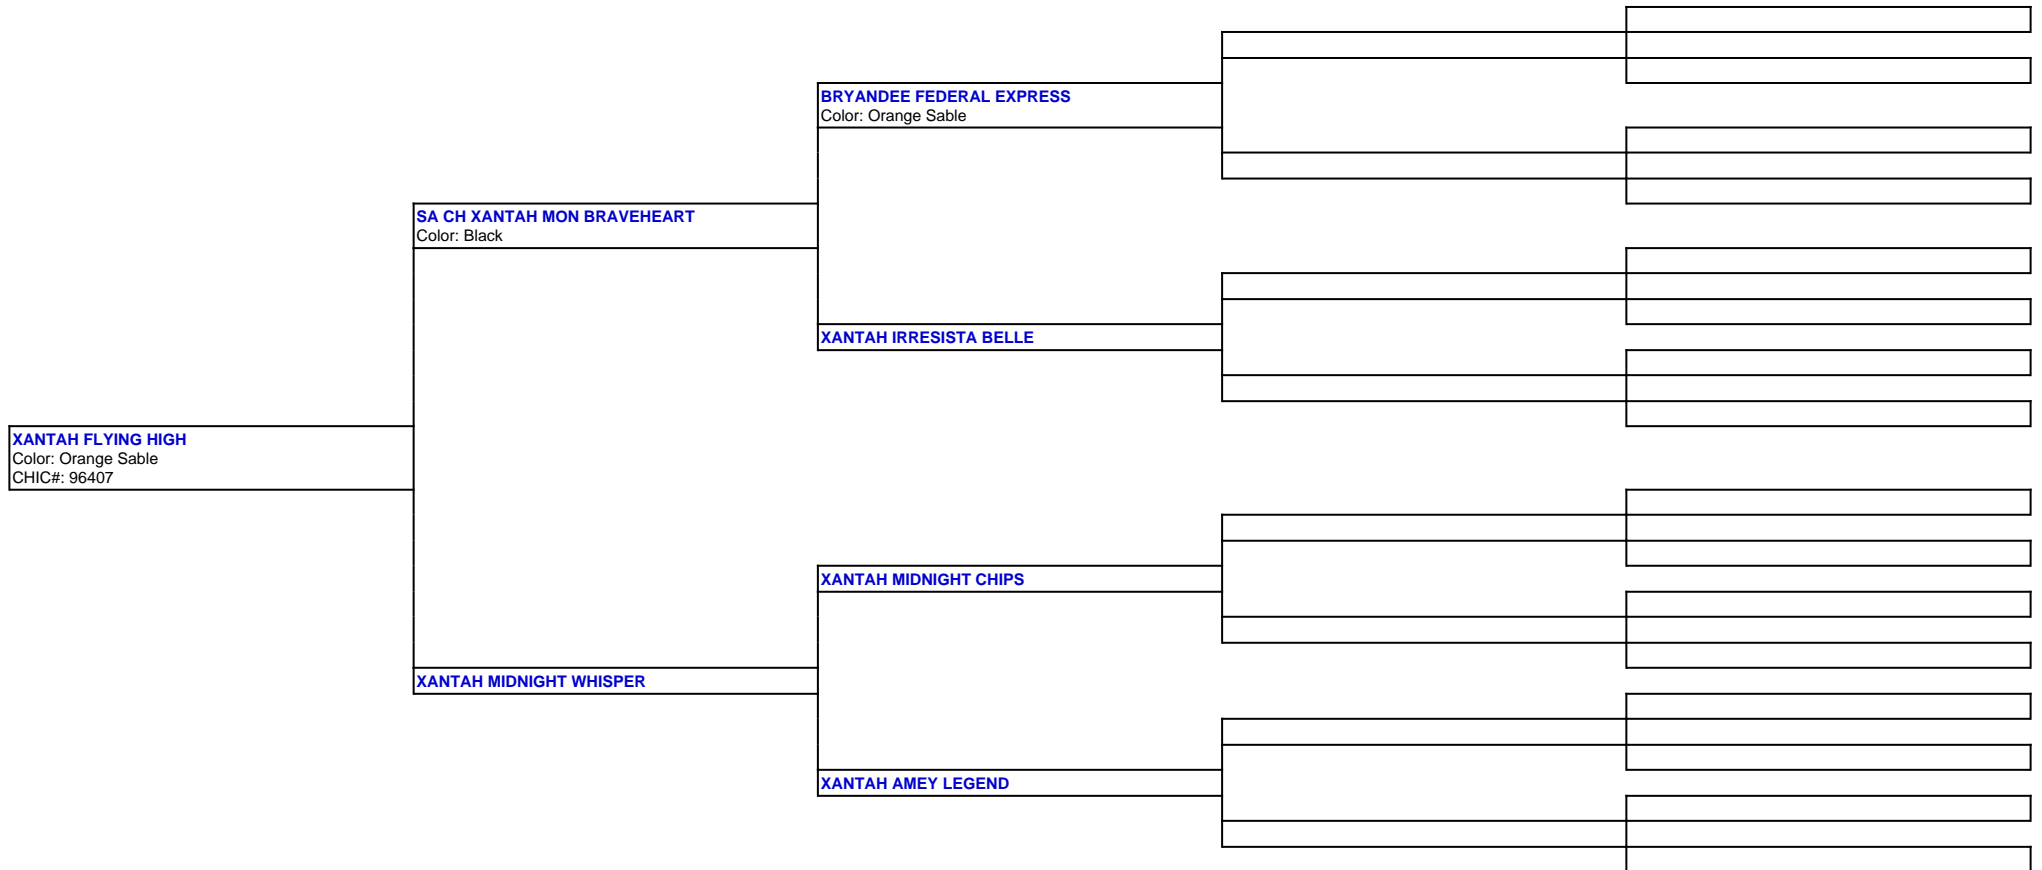 BRYANDEE FEDERAL EXPRESS
Color: Orange Sable
SA CH XANTAH MON BRAVEHEART
Color: Black
XANTAH IRRESISTA BELLE
XANTAH FLYING HIGH
Color: Orange Sable
CHIC#: 96407
XANTAH MIDNIGHT CHIPS
XANTAH MIDNIGHT WHISPER
XANTAH AMEY LEGEND